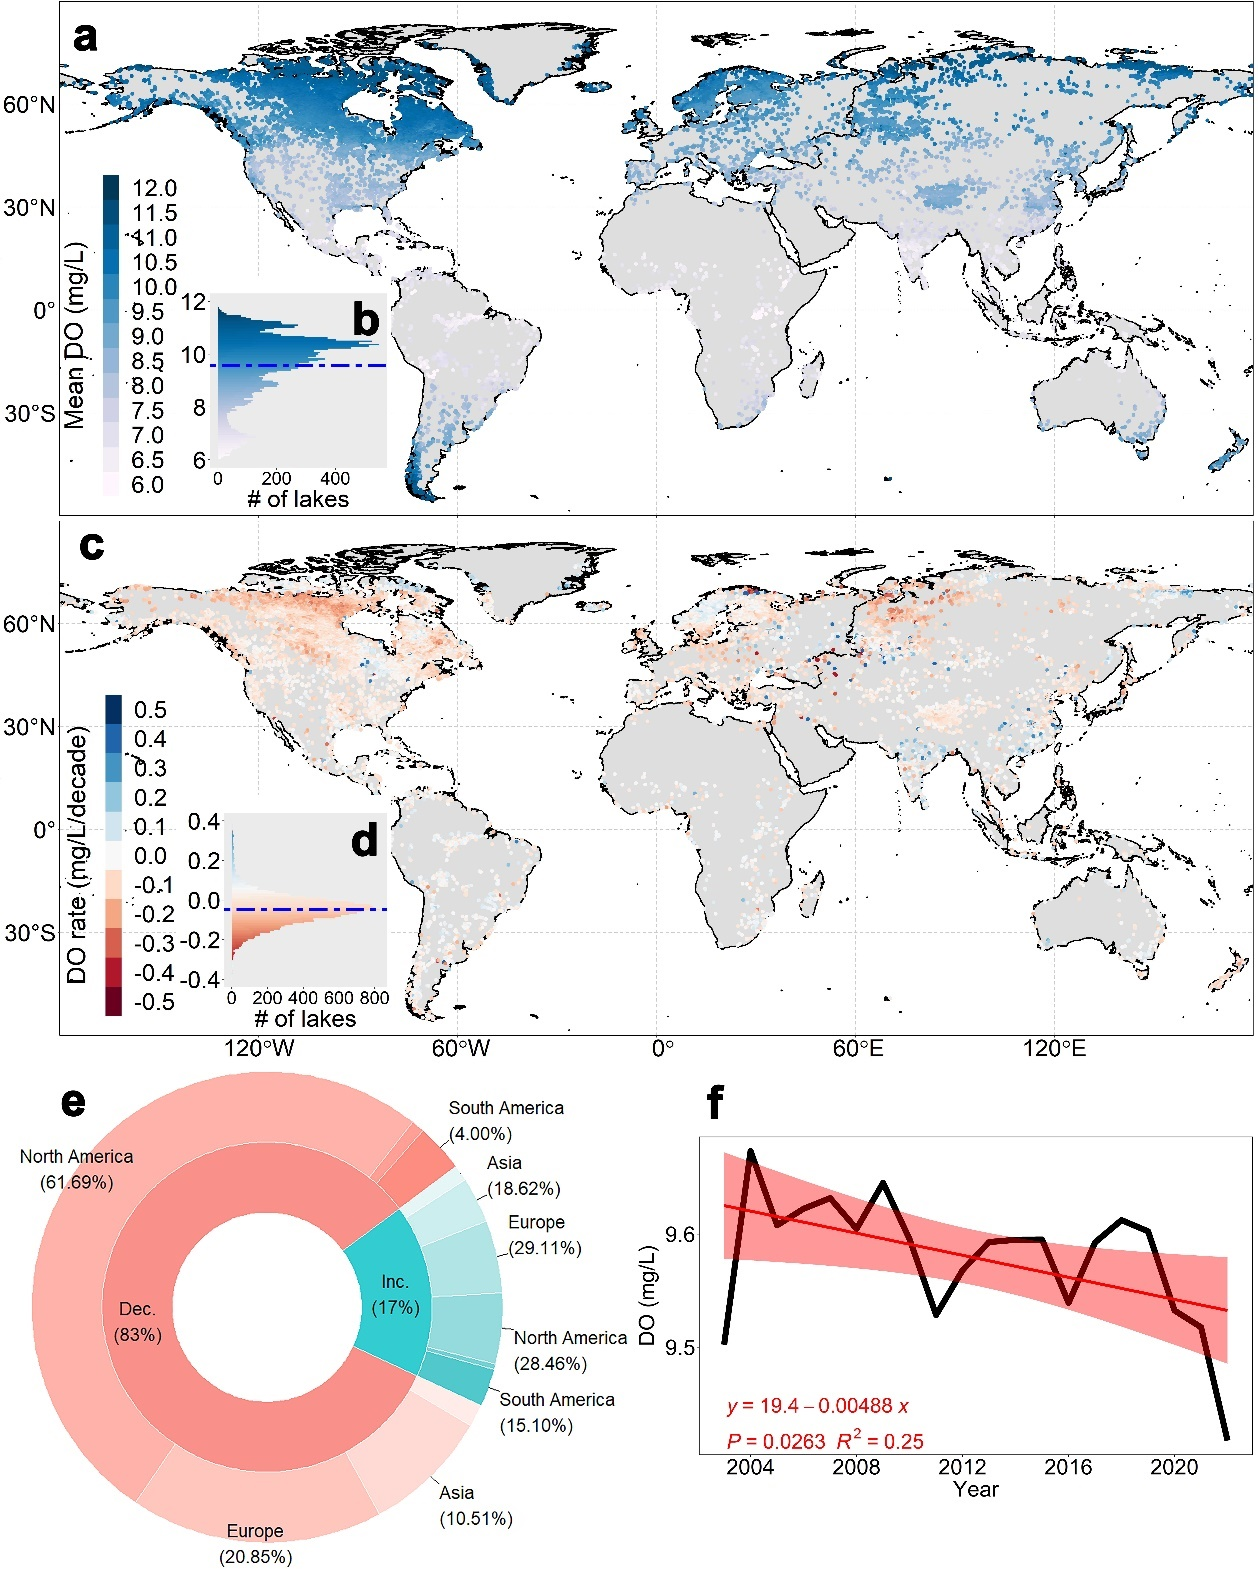 a
60°N
30°N
0°
30°S
Mean DO (mg/L)
12.0
11.5
11.0
10.5
10.0
9.5
9.0
8.5
8.0
7.5
7.0
6.5
6.0
b
12
10
8
6
0 200 400
# of lakes
c
60°N
30°N
0°
30°S
DO rate (mg/L/decade)
0.5
0.4
0.3
0.2
0.1
0.0
-0.1
-0.2
-0.3
-0.4
-0.5
d
0.4
0.2
0.0
-0.2
-0.4
0 200 400 600 800
# of lakes
120°W 60°W 0° 60°E 120°E
e
South America
(4.00%)
North America
(61.69%)
Asia
(18.62%)
Europe
(29.11%)
Inc.
(17%)
Dec.
(83%)
North America
(28.46%)
South America
(15.10%)
Asia
(10.51%)
Europe
(20.85%)
f
DO (mg/L)
9.6
9.5
y = 19.4 – 0.00488 x
P = 0.0263 R² = 0.25
2004 2008 2012 2016 2020
Year